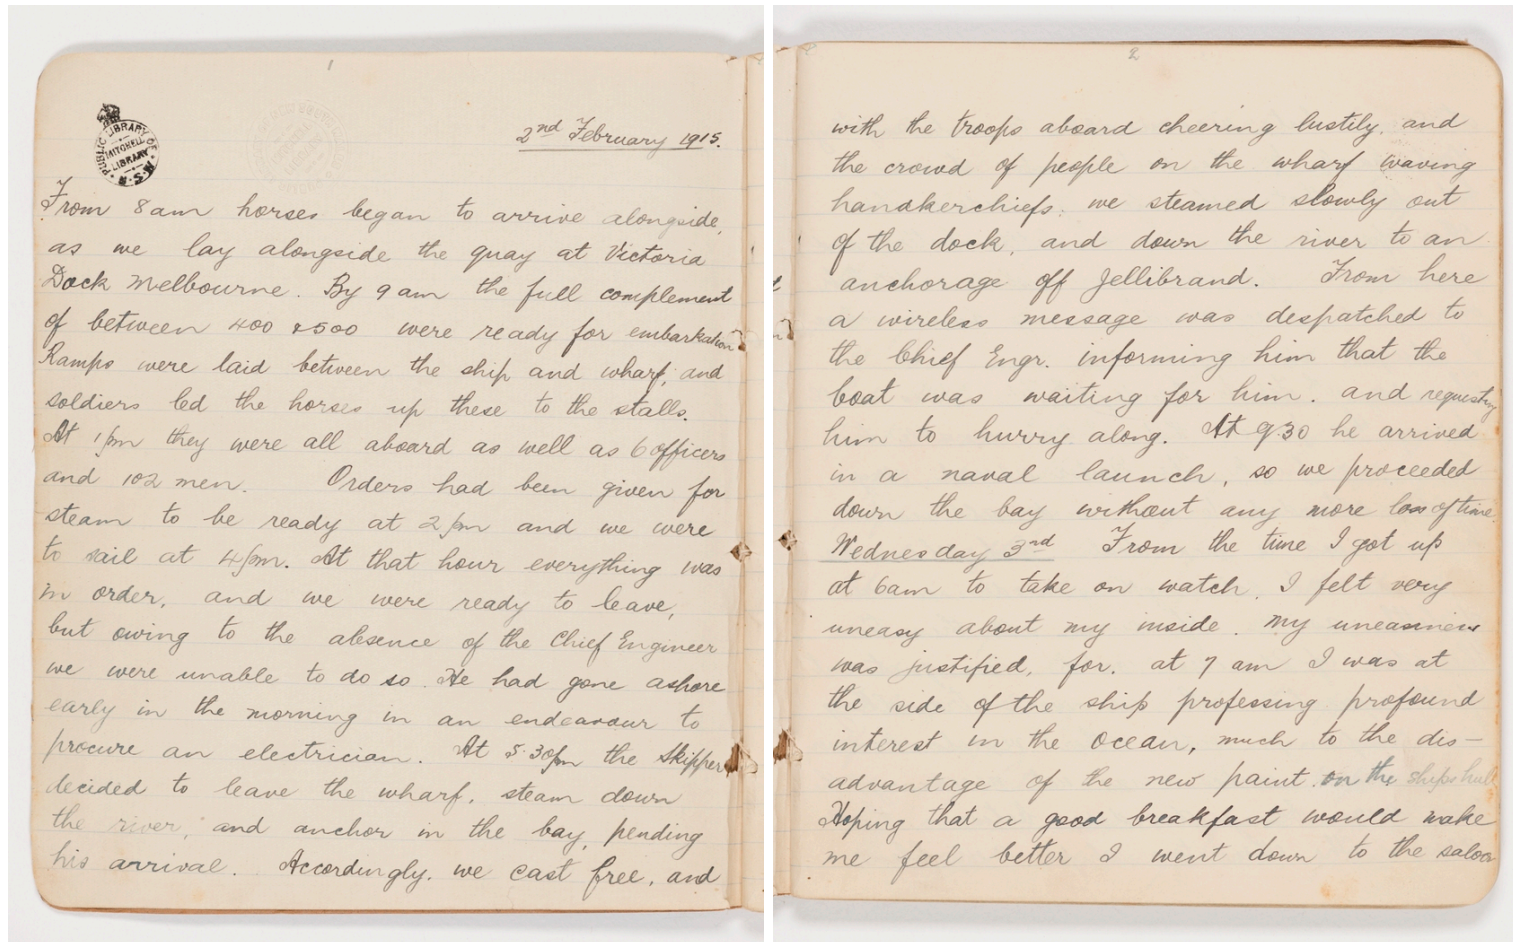 1
PUBLIC LIBRARY OF N.S.W
MITCHELL
LIBRARY
2nd February 1915.
From 8am horses began to arrive alongside,
as we lay alongside the quay at Victoria
Dock Melbourne. By 9am the full complement
of between 400 & 500 were ready for embarkation
Ramps were laid between the ship and wharf, and
soldiers led the horses up these to the stalls.
At 1pm they were all aboard as well as 6 officers
and 102 men. Orders had been given for
steam to be ready at 2pm and we were
to sail at 4pm. At that hour everything was
in order, and we were ready to leave,
but owing to the absence of the Chief Engineer
we were unable to do so. He had gone ashore
early in the morning in an endeavour to
procure an electrician. At 5.30pm the Skipper
decided to leave the wharf, steam down
the river, and anchor in the bay, pending
his arrival. Accordingly, we cast free, and
2
with the troops aboard cheering lustily, and
the crowd of people on the wharf waving
handkerchiefs, we steamed slowly out
of the dock, and down the river to an
anchorage off Jellibrand. From here
a wireless message was despatched to
the Chief Engr. informing him that the
boat was waiting for him, and requestg
him to hurry along. At 9.30 he arrived
in a naval launch, so we proceeded
down the bay without any more loss of time.
Wednesday 3rd From the time I got up
at 6am to take on watch, I felt very
uneasy about my inside. My uneasiness
was justified, for, at 7 am I was at
the side of the ship professing profound
interest in the ocean, much to the dis-
advantage of the new paint on the ships hull
Hoping that a good breakfast would make
me feel better I went down to the saloon